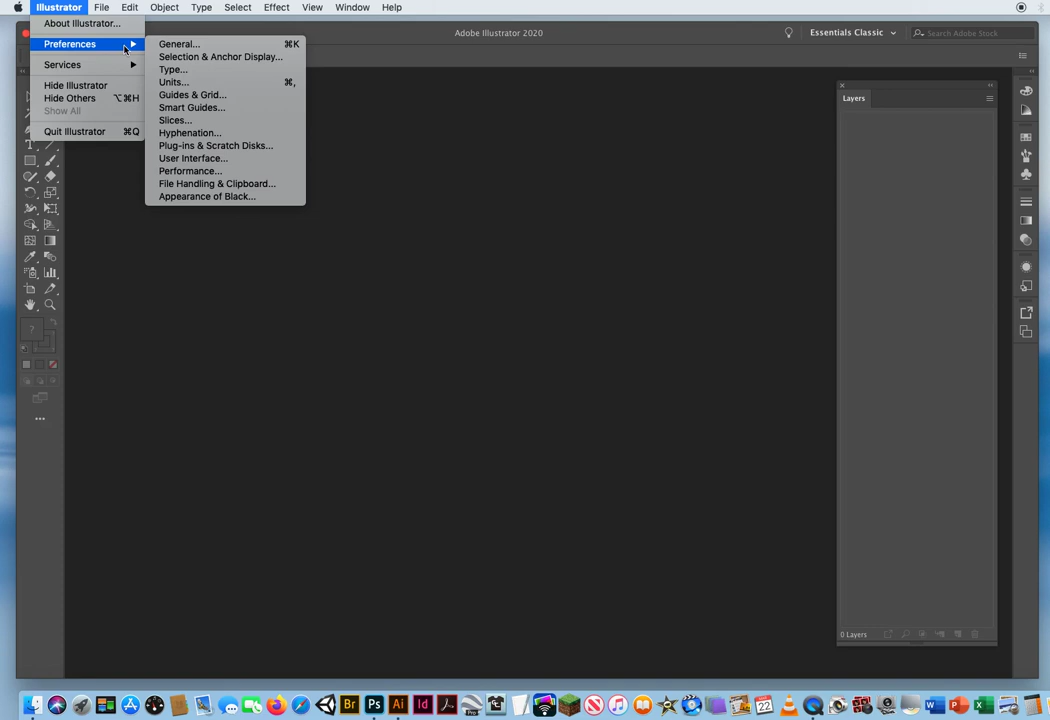 Illustrator File Edit Object Type Select Effect View Window Help
Adobe Illustrator 2020
Essentials Classic
Search Adobe Stock
About Illustrator...
Preferences
Services
Hide Illustrator
Hide Others ⌥⌘H
Show All
Quit Illustrator ⌘Q
General... ⌘K
Selection & Anchor Display...
Type...
Units... ⌘,
Guides & Grid...
Smart Guides...
Slices...
Hyphenation...
Plug-ins & Scratch Disks...
User Interface...
Performance...
File Handling & Clipboard...
Appearance of Black...
Layers
T
?
0 Layers
Br Ps Ai Id 22 W P X